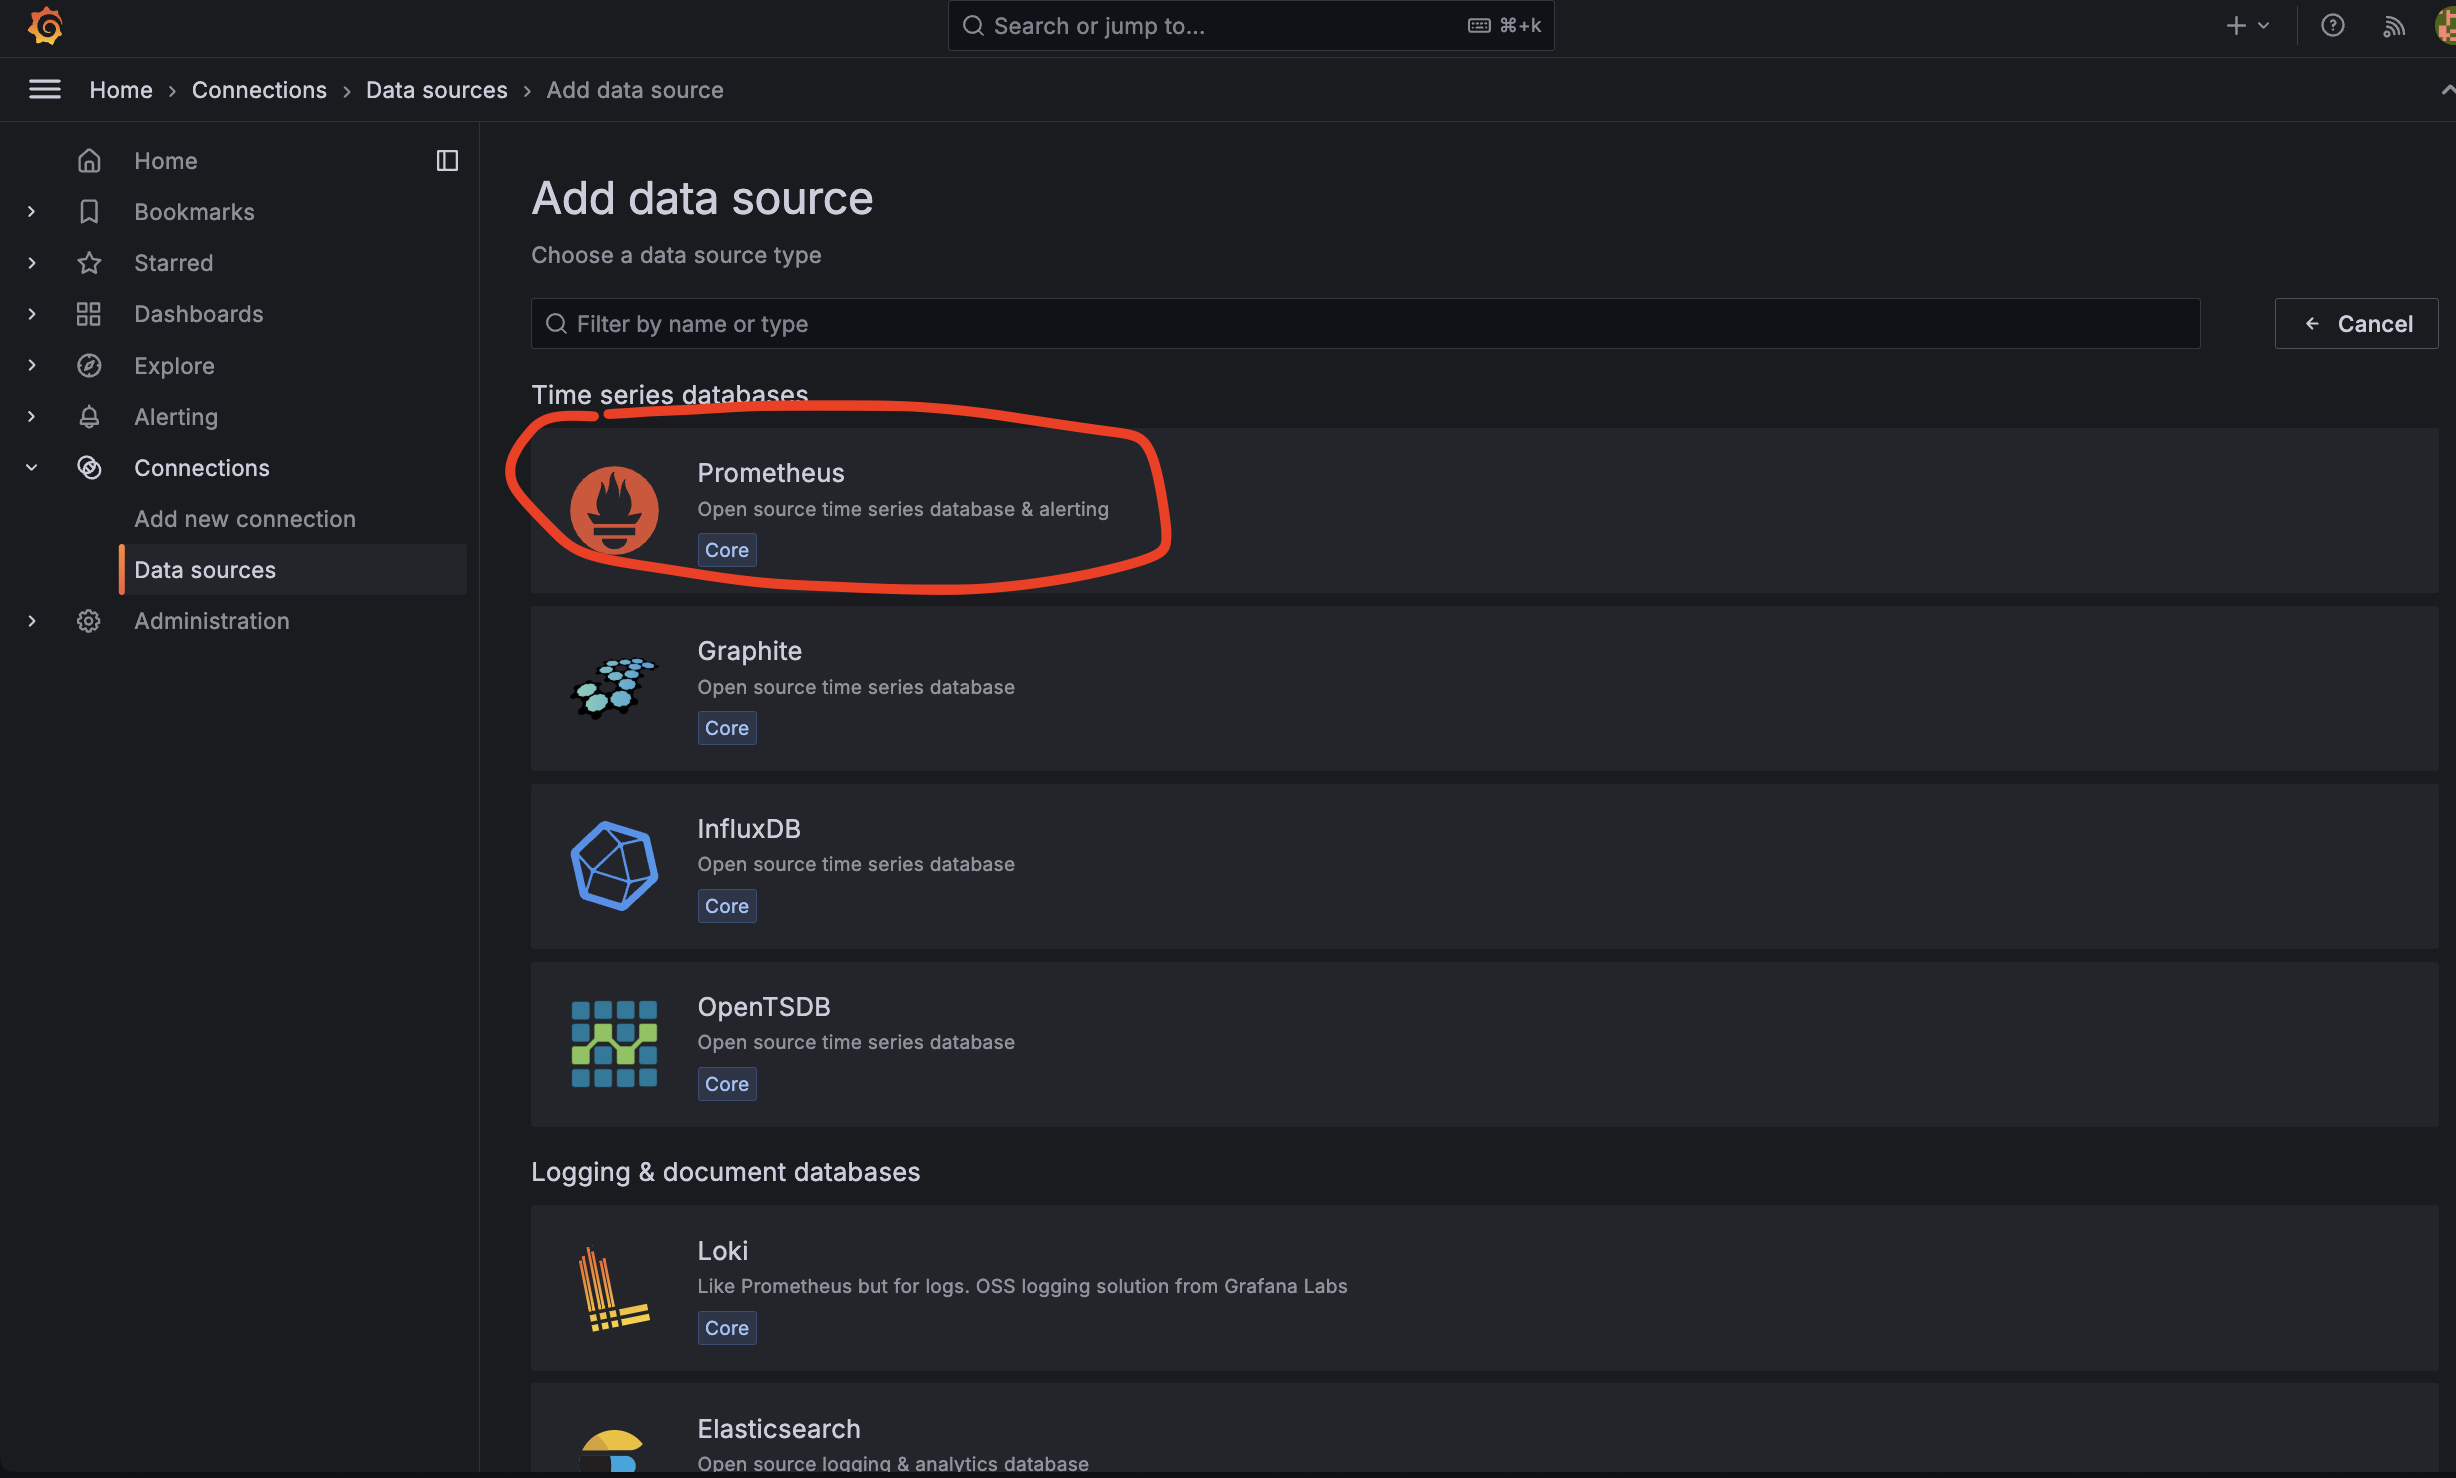 Search or jump to...
⌘+k
Home
Connections
Data sources
Add data source
Home
Bookmarks
Starred
Dashboards
Explore
Alerting
Connections
Add new connection
Data sources
Administration
Add data source
Choose a data source type
Filter by name or type
Cancel
Time series databases
Prometheus
Open source time series database & alerting
Core
Graphite
Open source time series database
Core
InfluxDB
Open source time series database
Core
OpenTSDB
Open source time series database
Core
Logging & document databases
Loki
Like Prometheus but for logs. OSS logging solution from Grafana Labs
Core
Elasticsearch
Open source logging & analytics database